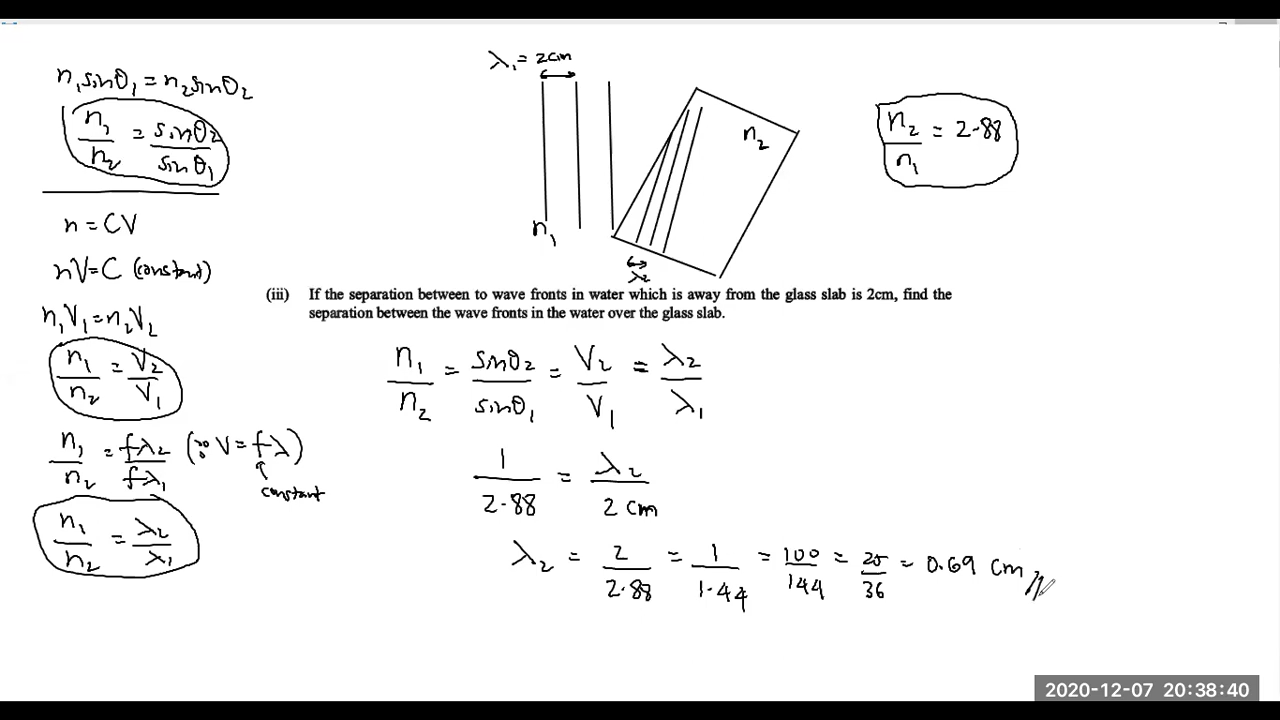 n₁sinθ₁ = n₂sinθ₂
n₁/n₂ = sinθ₂/sinθ₁
n = CV
nV = C (constant)
n₁V₁ = n₂V₂
n₁/n₂ = V₂/V₁
n₁/n₂ = fλ₂/fλ₁ (∵ V = fλ)
constant
n₁/n₂ = λ₂/λ₁
λ₁ = 2cm
n₁
n₂
λ₂
n₂/n₁ = 2.88
(iii) If the separation between to wave fronts in water which is away from the glass slab is 2cm, find the
separation between the wave fronts in the water over the glass slab.
n₁/n₂ = sinθ₂/sinθ₁ = V₂/V₁ = λ₂/λ₁
1/2.88 = λ₂/2 cm
λ₂ = 2/2.88 = 1/1.44 = 100/144 = 25/36 = 0.69 cm
2020-12-07 20:38:40